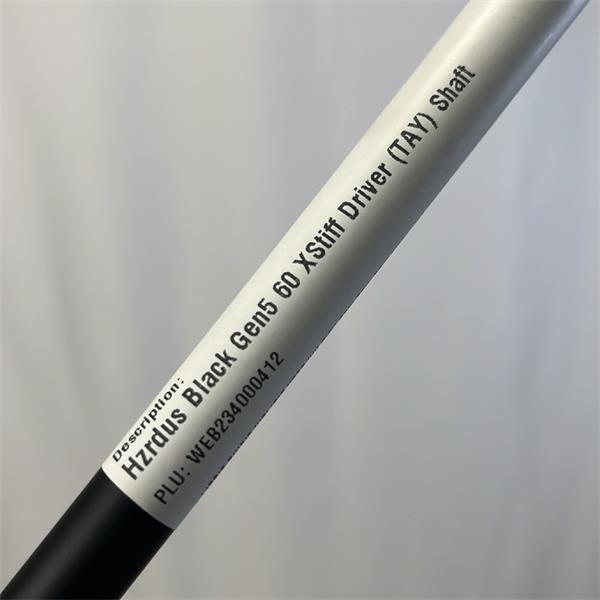 Description:
Hzrdus Black Gen5 60 XStiff Driver (TAY) Shaft
PLU: WEB234000412